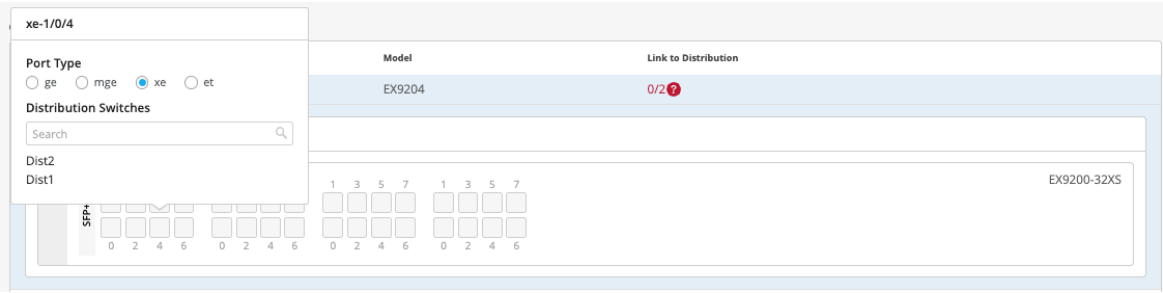 xe-1/0/4
Port Type
ge mge xe et
Distribution Switches
Search
Dist2
Dist1
Model Link to Distribution
EX9204 0/2?
EX9200-32XS
1 3 5 7 1 3 5 7
SFP+
0 2 4 6 0 2 4 6 0 2 4 6 0 2 4 6